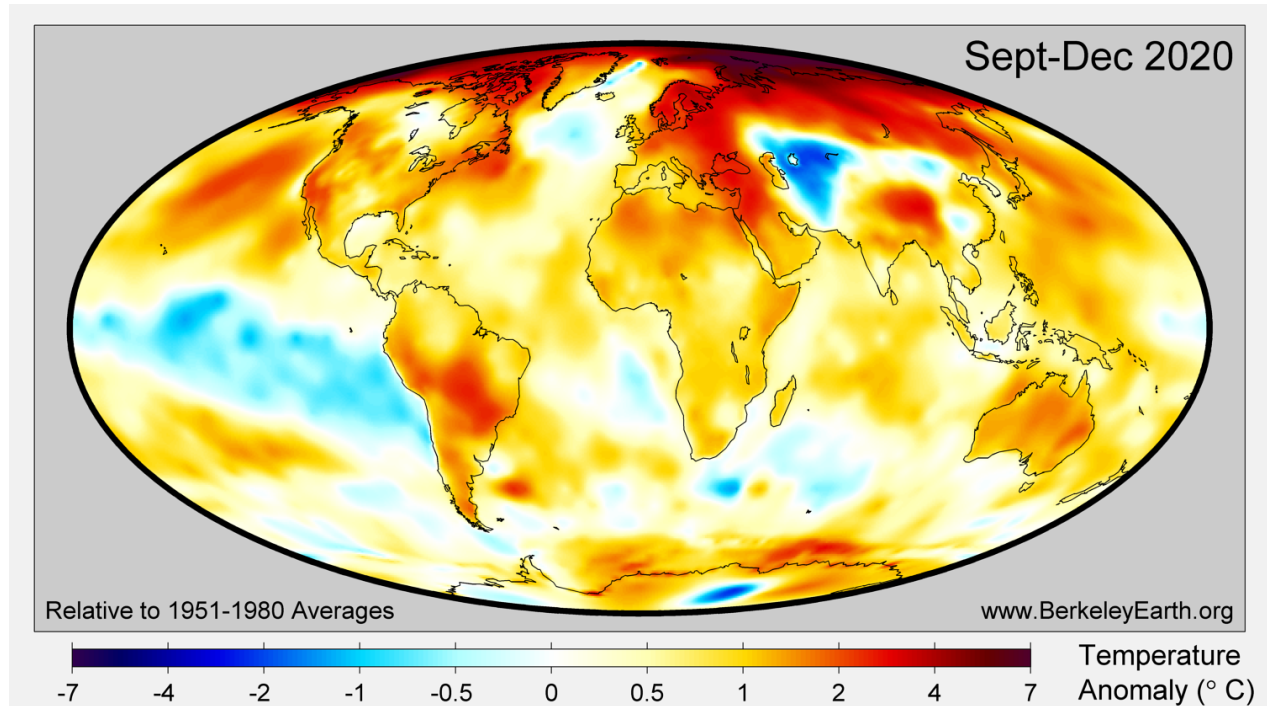 Sept-Dec 2020
Relative to 1951-1980 Averages
www.BerkeleyEarth.org
-7 -4 -2 -1 -0.5 0 0.5 1 2 4 7
Temperature
Anomaly (° C)